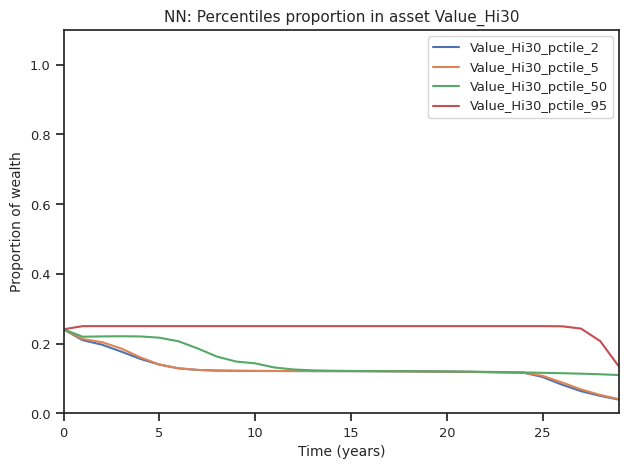 NN: Percentiles proportion in asset Value_Hi30
Value_Hi30_pctile_2
Value_Hi30_pctile_5
Value_Hi30_pctile_50
Value_Hi30_pctile_95
Proportion of wealth
1.0
0.8
0.6
0.4
0.2
0.0
0 5 10 15 20 25
Time (years)